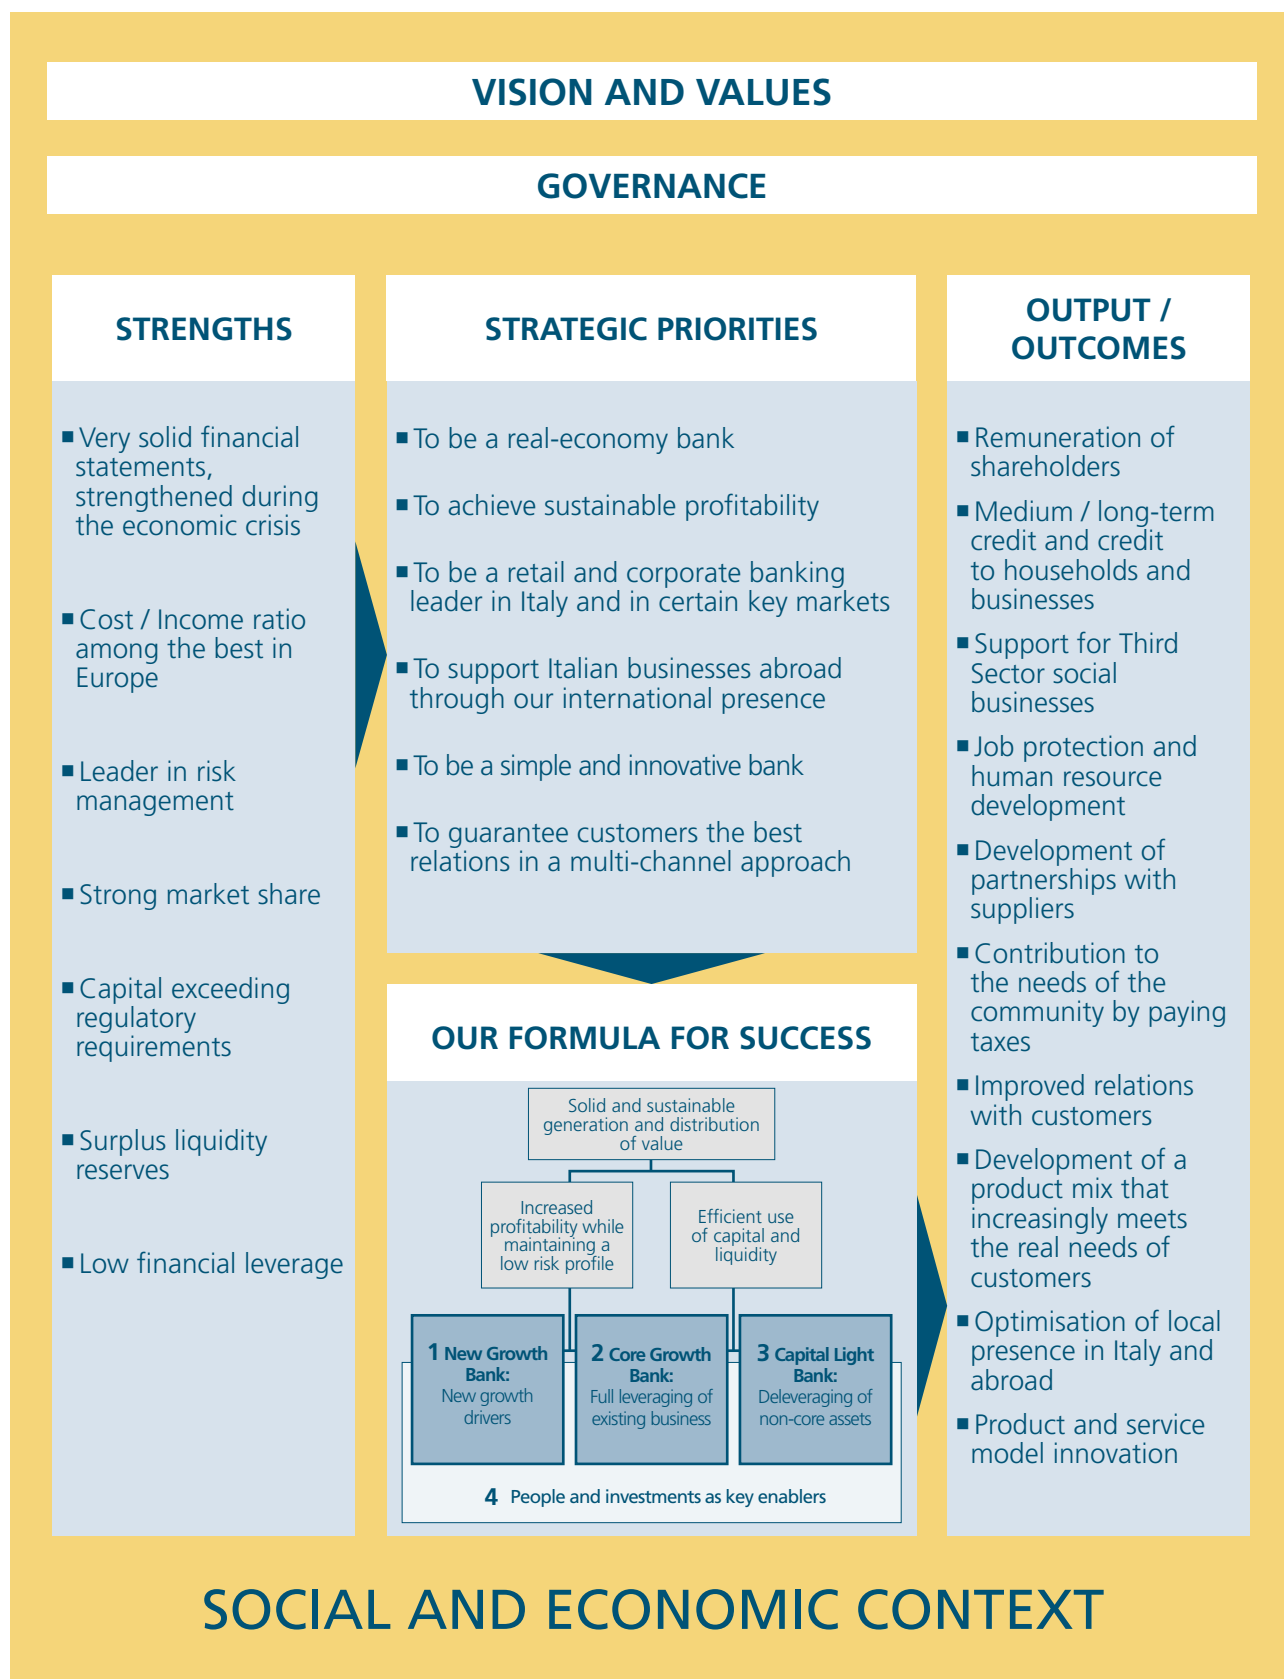 VISION AND VALUES
GOVERNANCE
STRENGTHS
■ Very solid financial
statements,
strengthened during
the economic crisis
■ Cost / Income ratio
among the best in
Europe
■ Leader in risk
management
■ Strong market share
■ Capital exceeding
regulatory
requirements
■ Surplus liquidity
reserves
■ Low financial leverage
STRATEGIC PRIORITIES
■ To be a real-economy bank
■ To achieve sustainable profitability
■ To be a retail and corporate banking
leader in Italy and in certain key markets
■ To support Italian businesses abroad
through our international presence
■ To be a simple and innovative bank
■ To guarantee customers the best
relations in a multi-channel approach
OUR FORMULA FOR SUCCESS
Solid and sustainable
generation and distribution
of value
Increased
profitability while
maintaining a
low risk profile
Efficient use
of capital and
liquidity
1 New Growth
Bank:
New growth
drivers
2 Core Growth
Bank:
Full leveraging of
existing business
3 Capital Light
Bank:
Deleveraging of
non-core assets
4 People and investments as key enablers
OUTPUT /
OUTCOMES
■ Remuneration of
shareholders
■ Medium / long-term
credit and credit
to households and
businesses
■ Support for Third
Sector social
businesses
■ Job protection and
human resource
development
■ Development of
partnerships with
suppliers
■ Contribution to
the needs of the
community by paying
taxes
■ Improved relations
with customers
■ Development of a
product mix that
increasingly meets
the real needs of
customers
■ Optimisation of local
presence in Italy and
abroad
■ Product and service
model innovation
SOCIAL AND ECONOMIC CONTEXT